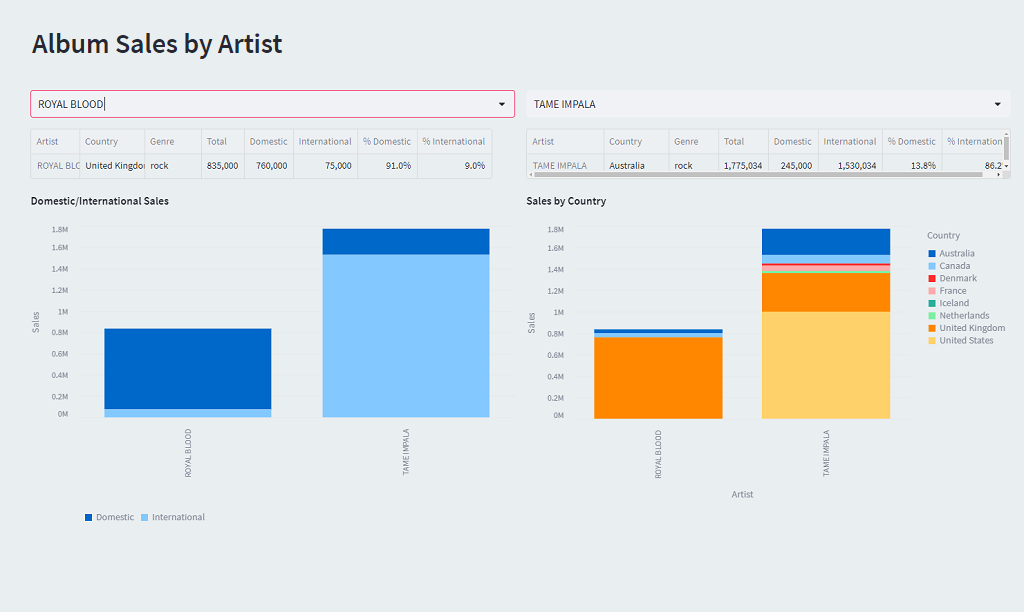 Album Sales by Artist
ROYAL BLOOD
TAME IMPALA
Artist Country Genre Total Domestic International % Domestic % International
ROYAL BLC United Kingdo rock 835,000 760,000 75,000 91.0% 9.0%
Artist Country Genre Total Domestic International % Domestic % Internation
TAME IMPALA Australia rock 1,775,034 245,000 1,530,034 13.8% 86.2
Domestic/International Sales
1.8M
1.6M
1.4M
1.2M
1M
0.8M
0.6M
0.4M
0.2M
0M
Sales
ROYAL BLOOD
TAME IMPALA
Domestic International
Sales by Country
1.8M
1.6M
1.4M
1.2M
1M
0.8M
0.6M
0.4M
0.2M
0M
Sales
ROYAL BLOOD
TAME IMPALA
Artist
Country
Australia
Canada
Denmark
France
Iceland
Netherlands
United Kingdom
United States